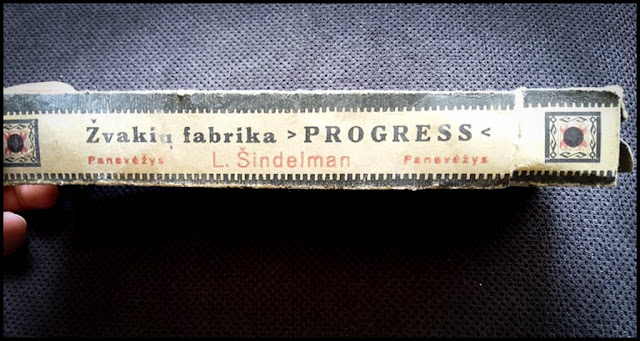 Žvakių fabrika >PROGRESS<
Panevėžys L. Šindelman Panevėžys